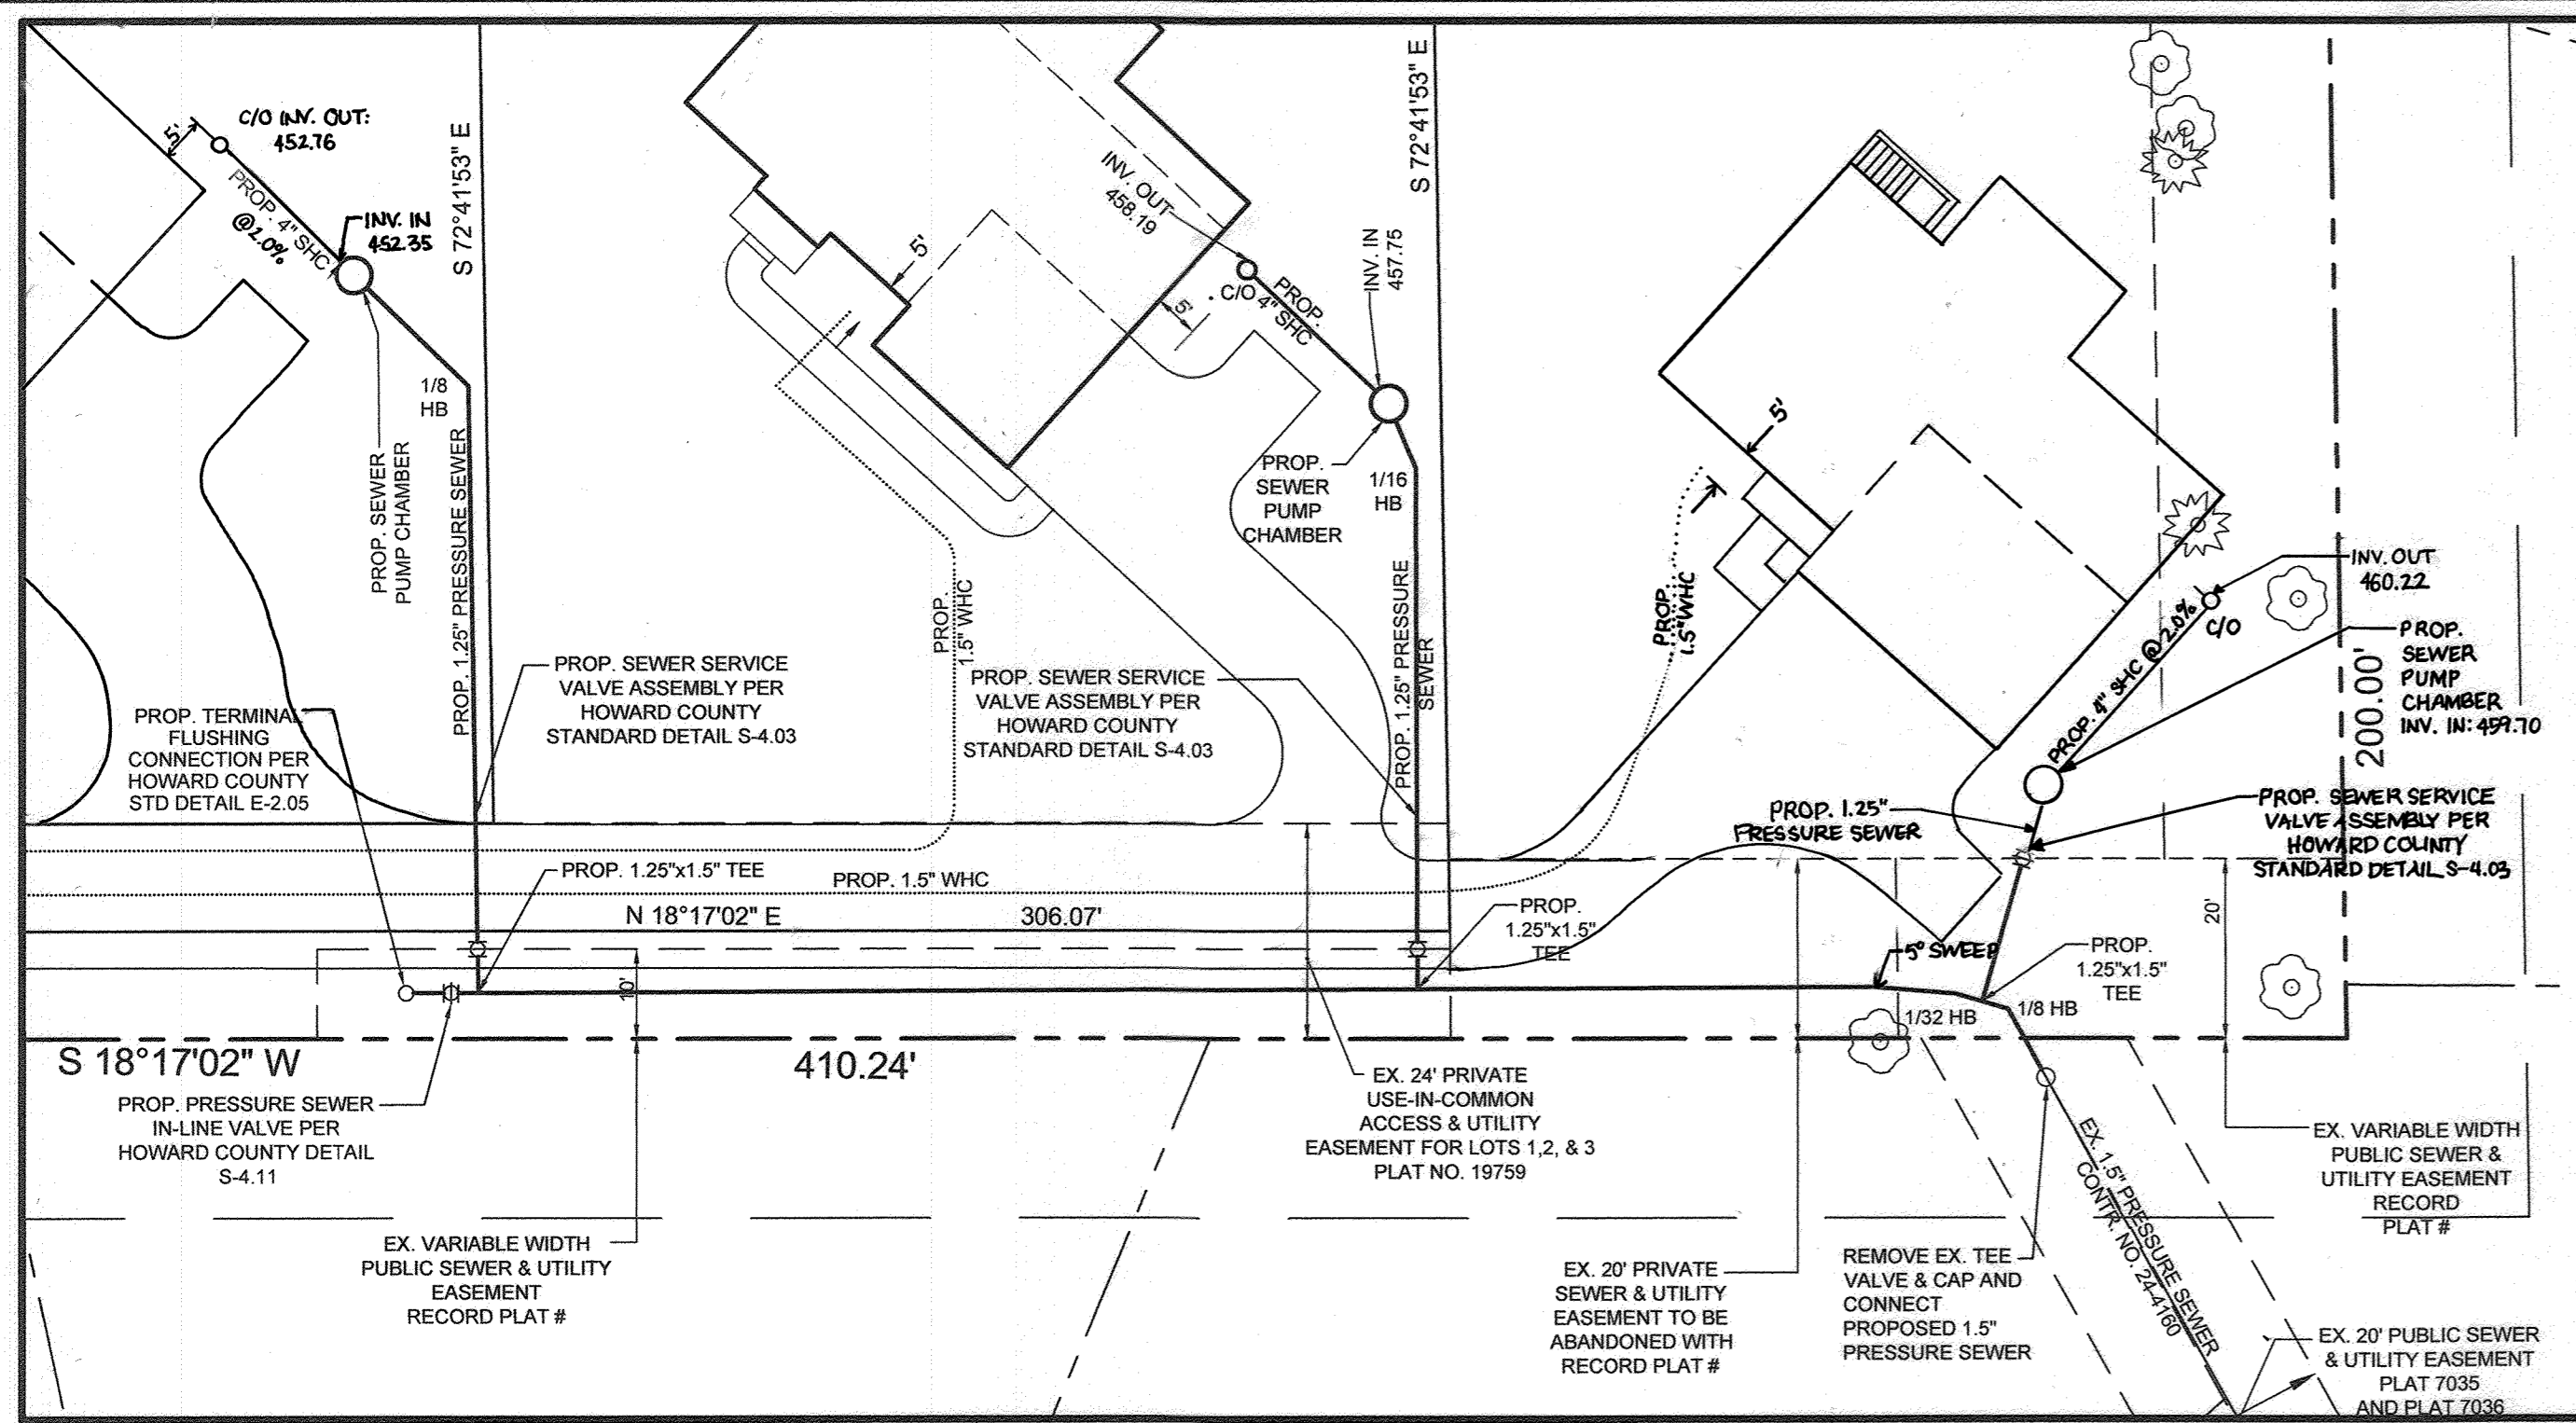 C/O INV. OUT:
452.76
5'
PROP. 4" SHC
@2.0%
INV. IN
452.35
S 72°41'53" E
1/8
HB
PROP. SEWER
PUMP CHAMBER
PROP. 1.25" PRESSURE SEWER
PROP. TERMINAL
FLUSHING
CONNECTION PER
HOWARD COUNTY
STD DETAIL E-2.05
PROP. SEWER SERVICE
VALVE ASSEMBLY PER
HOWARD COUNTY
STANDARD DETAIL S-4.03
5'
INV. OUT
458.19
C/O
PROP.
4" SHC
5'
INV. IN
457.75
S 72°41'53" E
PROP.
SEWER
PUMP
CHAMBER
1/16
HB
PROP.
1.5" WHC
PROP. SEWER SERVICE
VALVE ASSEMBLY PER
HOWARD COUNTY
STANDARD DETAIL S-4.03
PROP. 1.25" PRESSURE
SEWER
5'
PROP.
1.5" WHC
INV. OUT
460.22
C/O
PROP. 4" SHC @ 2.0%
PROP.
SEWER
PUMP
CHAMBER
INV. IN: 459.70
200.00'
PROP. 1.25"
PRESSURE SEWER
PROP. SEWER SERVICE
VALVE ASSEMBLY PER
HOWARD COUNTY
STANDARD DETAIL S-4.03
PROP. 1.25"x1.5" TEE
PROP. 1.5" WHC
N 18°17'02" E
306.07'
PROP.
1.25"x1.5"
TEE
5° SWEEP
PROP.
1.25"x1.5"
TEE
20'
10'
1/32 HB
1/8 HB
S 18°17'02" W
410.24'
PROP. PRESSURE SEWER
IN-LINE VALVE PER
HOWARD COUNTY DETAIL
S-4.11
EX. VARIABLE WIDTH
PUBLIC SEWER & UTILITY
EASEMENT
RECORD PLAT #
EX. 24' PRIVATE
USE-IN-COMMON
ACCESS & UTILITY
EASEMENT FOR LOTS 1,2, & 3
PLAT NO. 19759
EX. 20' PRIVATE
SEWER & UTILITY
EASEMENT TO BE
ABANDONED WITH
RECORD PLAT #
REMOVE EX. TEE
VALVE & CAP AND
CONNECT
PROPOSED 1.5"
PRESSURE SEWER
EX. 1.5" PRESSURE SEWER
CONTR. NO. 24-4160
EX. VARIABLE WIDTH
PUBLIC SEWER &
UTILITY EASEMENT
RECORD
PLAT #
EX. 20' PUBLIC SEWER
& UTILITY EASEMENT
PLAT 7035
AND PLAT 7036